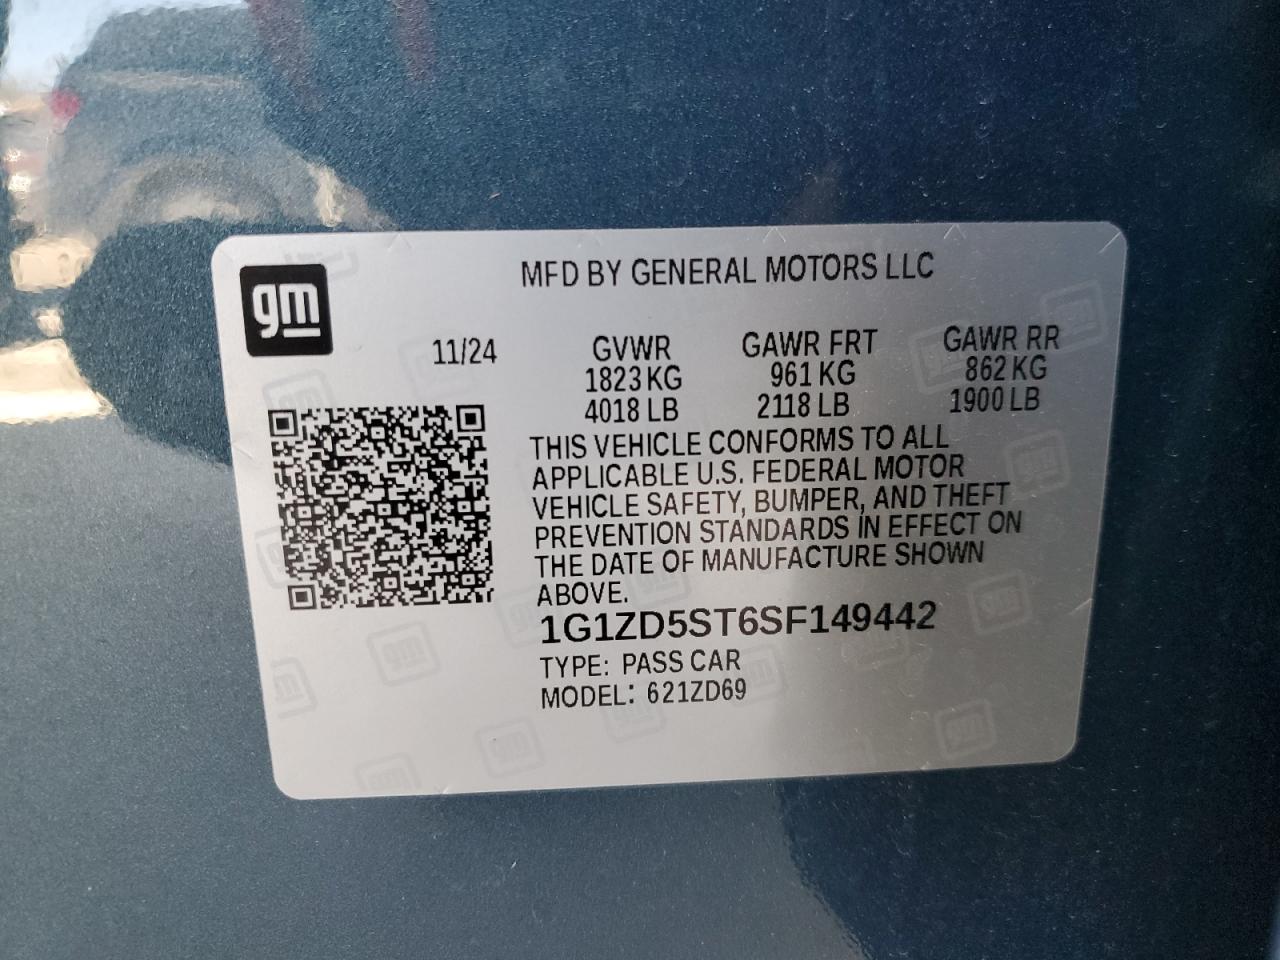 gm
MFD BY GENERAL MOTORS LLC
11/24 GVWR GAWR FRT GAWR RR
1823 KG 961 KG 862 KG
4018 LB 2118 LB 1900 LB
THIS VEHICLE CONFORMS TO ALL
APPLICABLE U.S. FEDERAL MOTOR
VEHICLE SAFETY, BUMPER, AND THEFT
PREVENTION STANDARDS IN EFFECT ON
THE DATE OF MANUFACTURE SHOWN
ABOVE.
1G1ZD5ST6SF149442
TYPE: PASS CAR
MODEL: 621ZD69